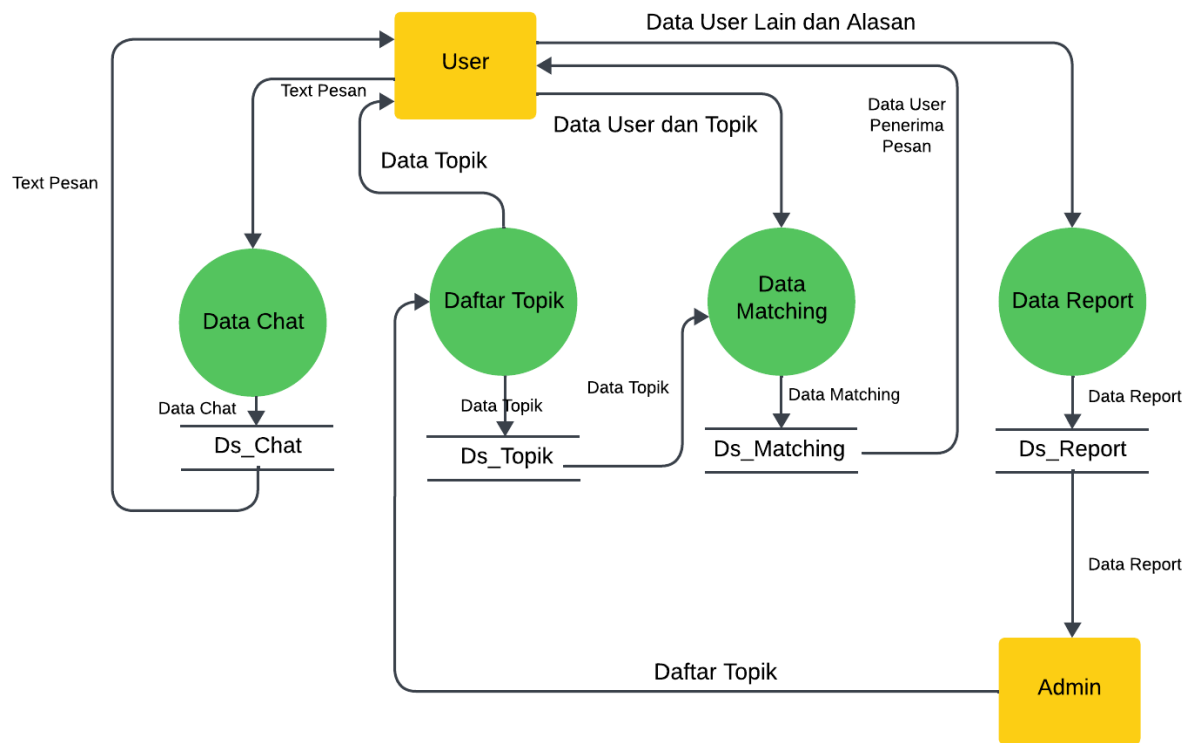 Data User Lain dan Alasan
User
Text Pesan
Data User
Penerima
Pesan
Data User dan Topik
Data Topik
Text Pesan
Data Chat
Daftar Topik
Data
Matching
Data Report
Data Topik
Data Matching
Data Report
Data Chat
Data Topik
Ds_Chat
Ds_Topik
Ds_Matching
Ds_Report
Data Report
Daftar Topik
Admin